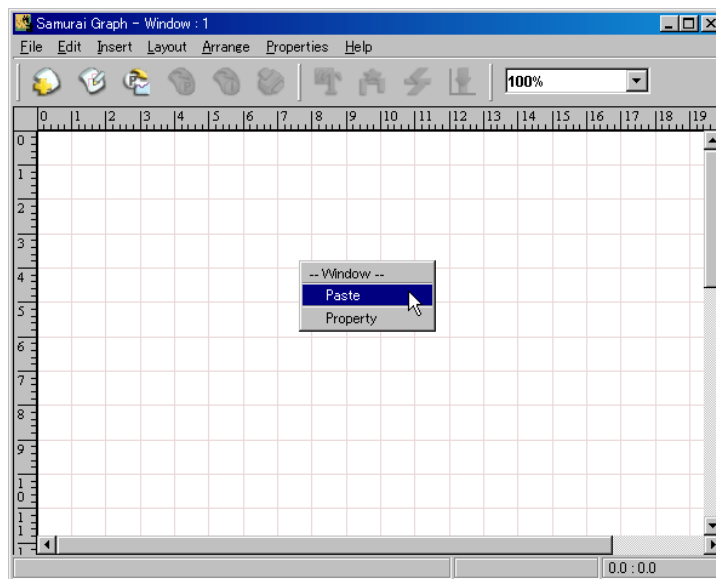 Samurai Graph - Window : 1
File Edit Insert Layout Arrange Properties Help
100%
0 1 2 3 4 5 6 7 8 9 10 11 12 13 14 15 16 17 18 19
0
1
2
3
4
5
6
7
8
9
10
11
1
-- Window --
Paste
Property
0.0 : 0.0